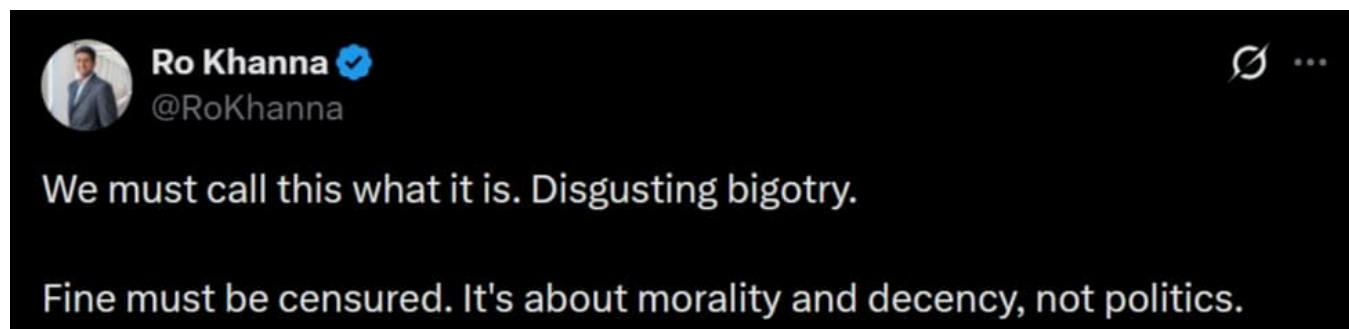 Ro Khanna
@RoKhanna
We must call this what it is. Disgusting bigotry.
Fine must be censured. It's about morality and decency, not politics.